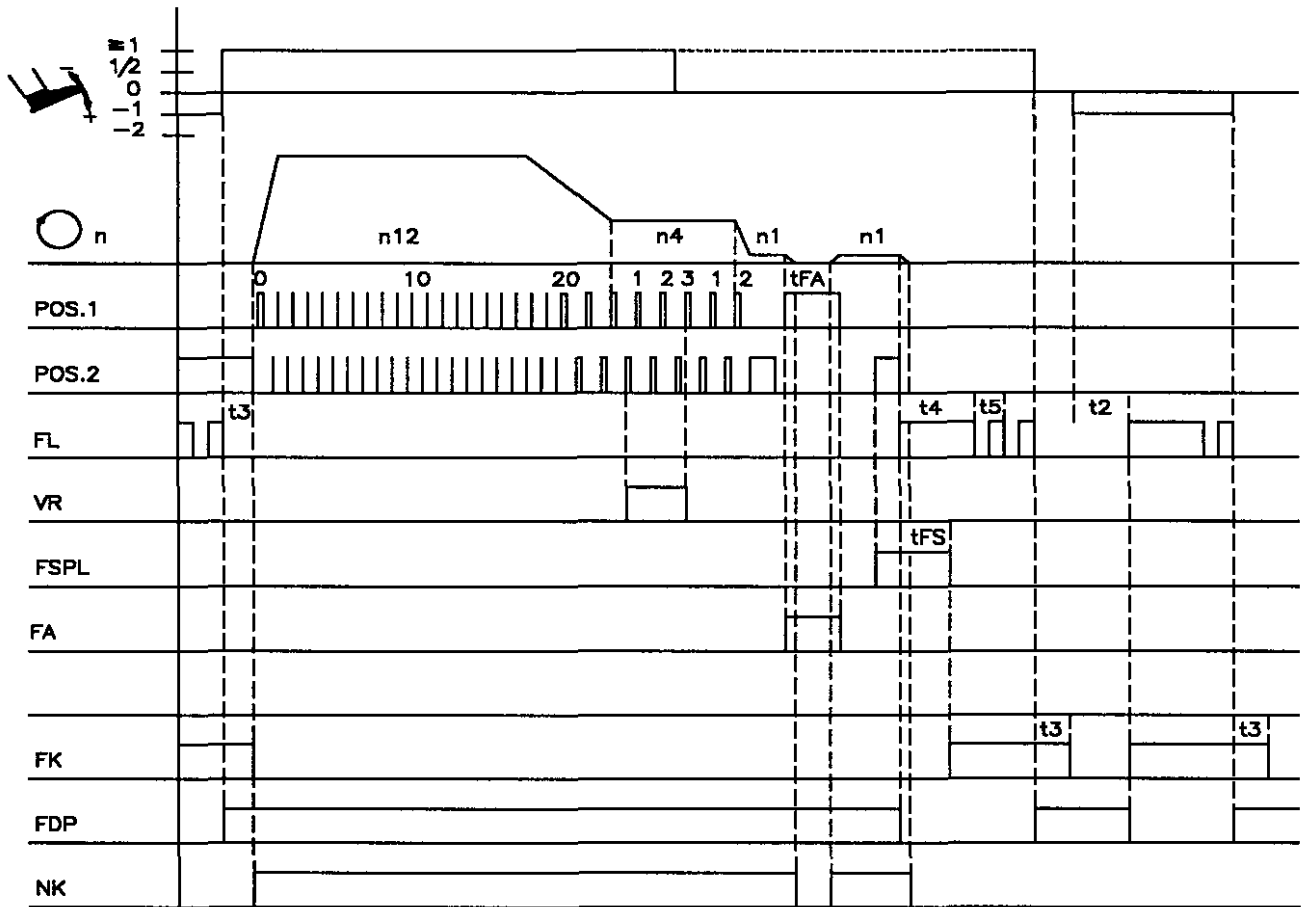 ≧1
1/2
0
−1
−2
−
+
n
n12
n4
n1
n1
0
10
20
1
2
3
1
2
tFA
POS.1
POS.2
t3
t4
t5
t2
FL
VR
tFS
FSPL
FA
t3
t3
FK
FDP
NK